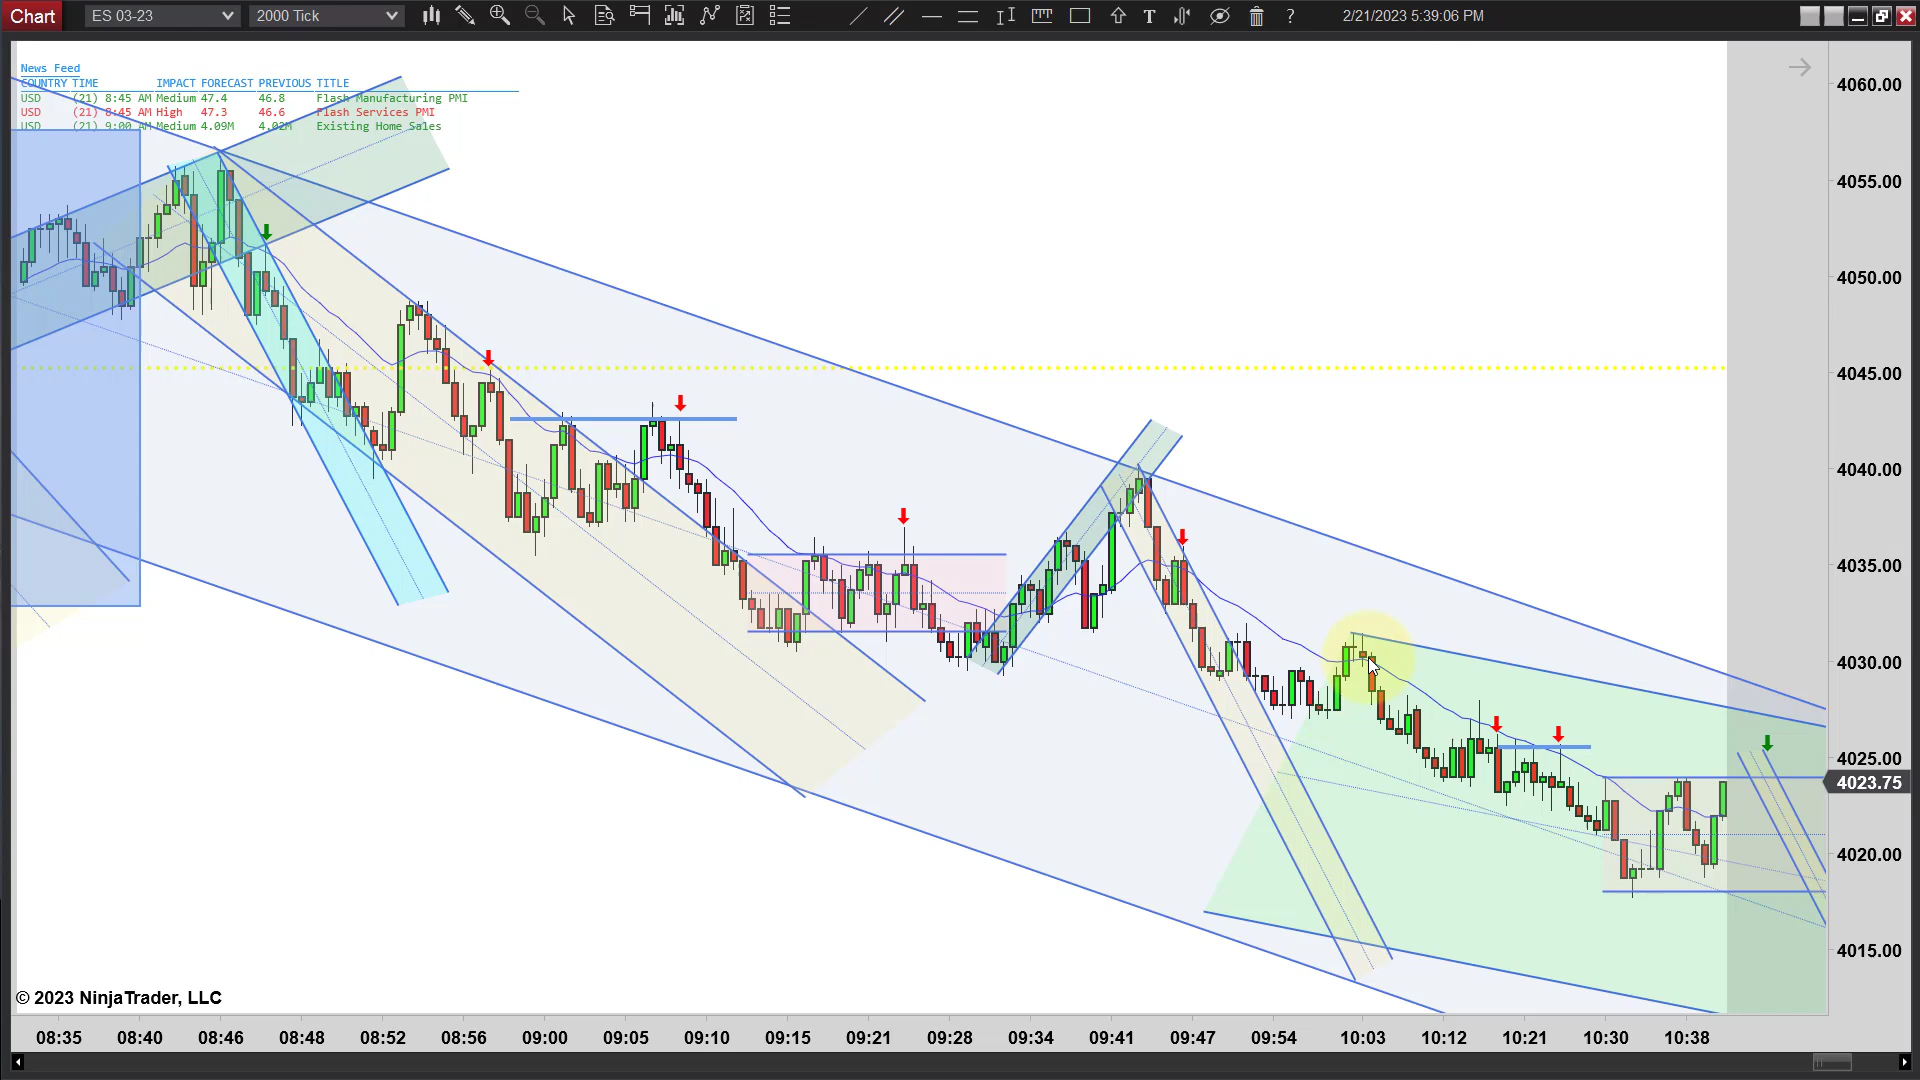 Chart ES 03-23 2000 Tick T ? 2/21/2023 5:39:06 PM
News Feed
COUNTRY TIME IMPACT FORECAST PREVIOUS TITLE
USD (21) 8:45 AM Medium 47.4 46.8 Flash Manufacturing PMI
USD (21) 8:45 AM High 47.3 46.6 Flash Services PMI
USD (21) 9:00 AM Medium 4.09M 4.02M Existing Home Sales
4060.00
4055.00
4050.00
4045.00
4040.00
4035.00
4030.00
4025.00
4023.75
4020.00
4015.00
© 2023 NinjaTrader, LLC
08:35 08:40 08:46 08:48 08:52 08:56 09:00 09:05 09:10 09:15 09:21 09:28 09:34 09:41 09:47 09:54 10:03 10:12 10:21 10:30 10:38